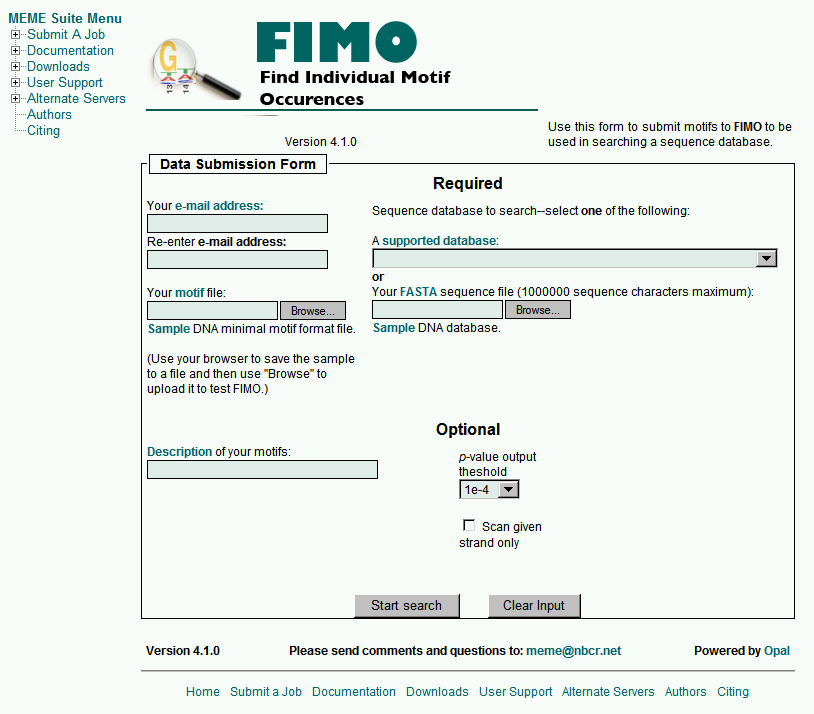 MEME Suite Menu
Submit A Job
Documentation
Downloads
User Support
Alternate Servers
Authors
Citing
FIMO
Find Individual Motif
Occurences
Version 4.1.0
Use this form to submit motifs to FIMO to be
used in searching a sequence database.
Data Submission Form
Required
Your e-mail address:
Re-enter e-mail address:
Your motif file:
Browse...
Sample DNA minimal motif format file.
(Use your browser to save the sample
to a file and then use "Browse" to
upload it to test FIMO.)
Sequence database to search--select one of the following:
A supported database:
or
Your FASTA sequence file (1000000 sequence characters maximum):
Browse...
Sample DNA database.
Optional
Description of your motifs:
p-value output
theshold
1e-4
Scan given
strand only
Start search Clear Input
Version 4.1.0 Please send comments and questions to: meme@nbcr.net Powered by Opal
Home Submit a Job Documentation Downloads User Support Alternate Servers Authors Citing